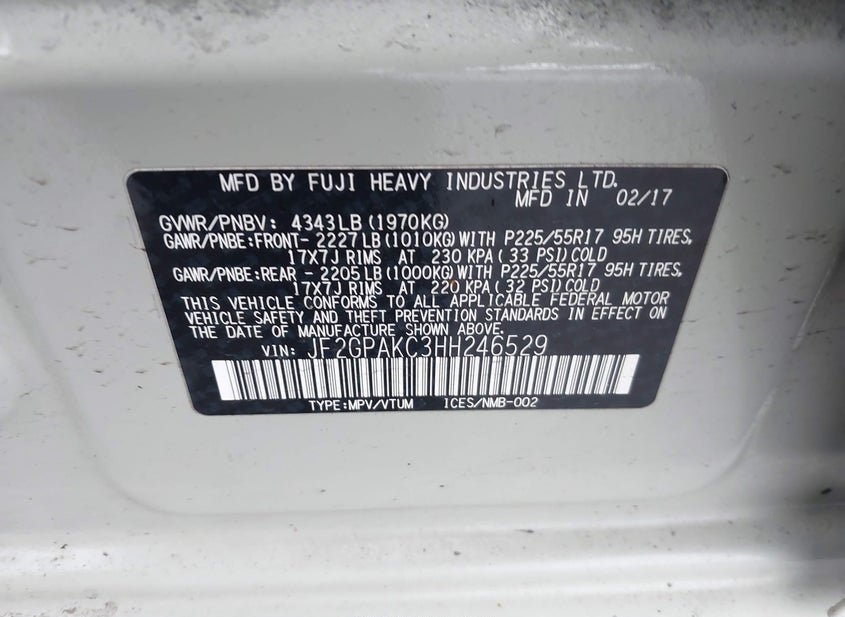 MFD BY FUJI HEAVY INDUSTRIES LTD.
MFD IN 02/17
GVWR/PNBV: 4343LB (1970KG)
GAWR/PNBE:FRONT- 2227LB (1010KG) WITH P225/55R17 95H TIRES,
17X7J RIMS AT 230 KPA (33 PSI) COLD
GAWR/PNBE:REAR - 2205LB (1000KG) WITH P225/55R17 95H TIRES,
17X7J RIMS AT 220 KPA (32 PSI) COLD
THIS VEHICLE CONFORMS TO ALL APPLICABLE FEDERAL MOTOR
VEHICLE SAFETY AND THEFT PREVENTION STANDARDS IN EFFECT ON
THE DATE OF MANUFACTURE SHOWN ABOVE.
VIN: JF2GPAKC3HH246529
TYPE:MPV/VTUM ICES/NMB-002